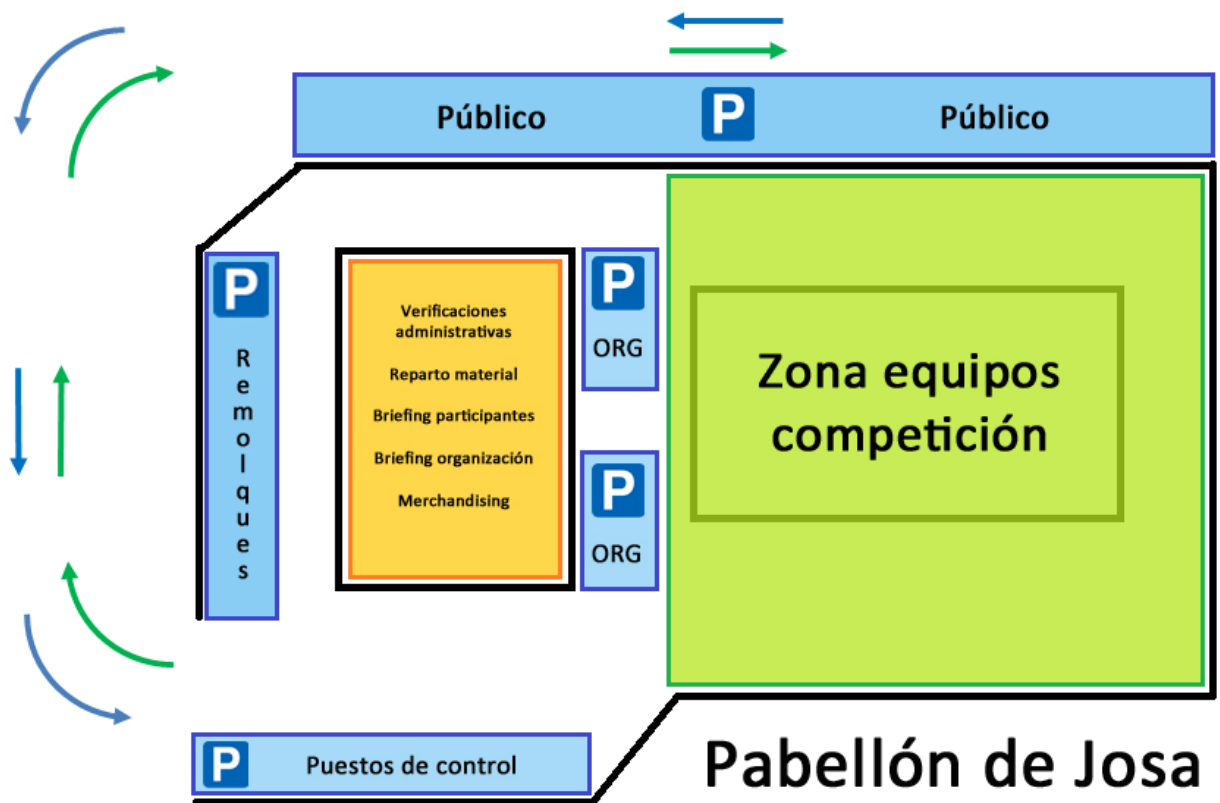 Público
P
Público
P
Remolques
Verificaciones
administrativas
Reparto material
Briefing participantes
Briefing organización
Merchandising
P
ORG
P
ORG
Zona equipos
competición
P
Puestos de control
Pabellón de Josa